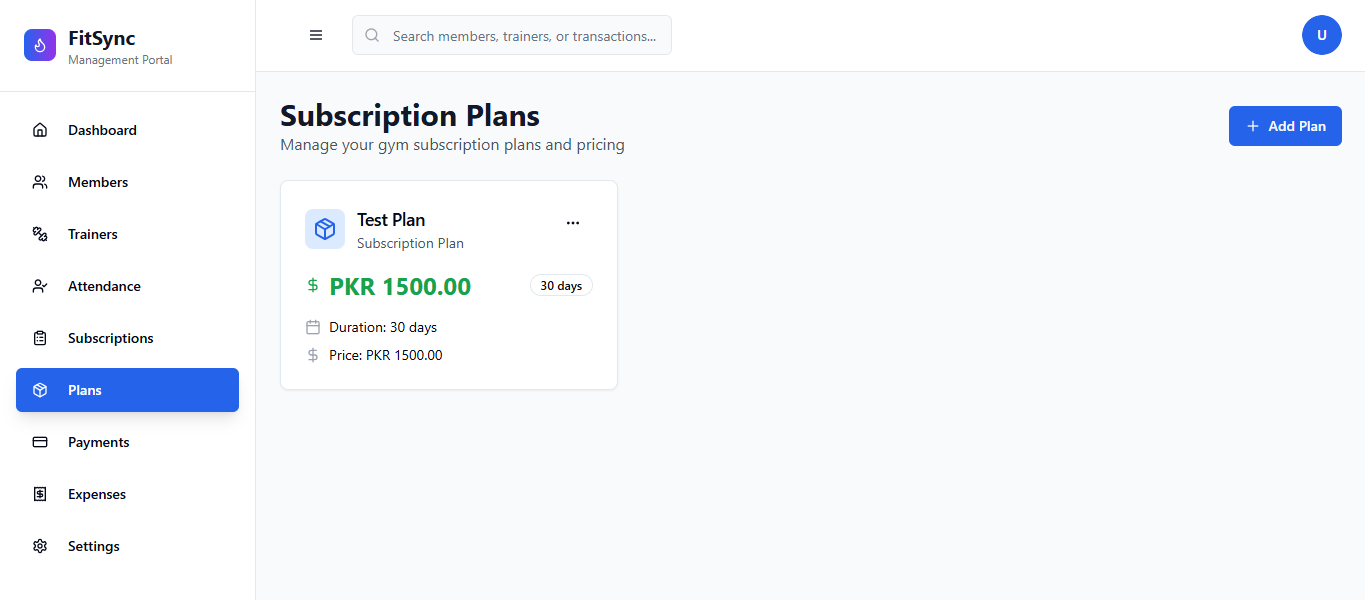 FitSync
Management Portal
Search members, trainers, or transactions...
U
Dashboard
Members
Trainers
Attendance
Subscriptions
Plans
Payments
Expenses
Settings
Subscription Plans
Manage your gym subscription plans and pricing
+ Add Plan
Test Plan
...
Subscription Plan
$ PKR 1500.00
30 days
Duration: 30 days
$ Price: PKR 1500.00